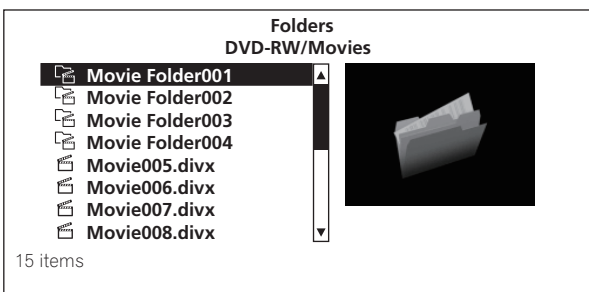 Folders
DVD-RW/Movies
Movie Folder001
Movie Folder002
Movie Folder003
Movie Folder004
Movie005.divx
Movie006.divx
Movie007.divx
Movie008.divx
15 items